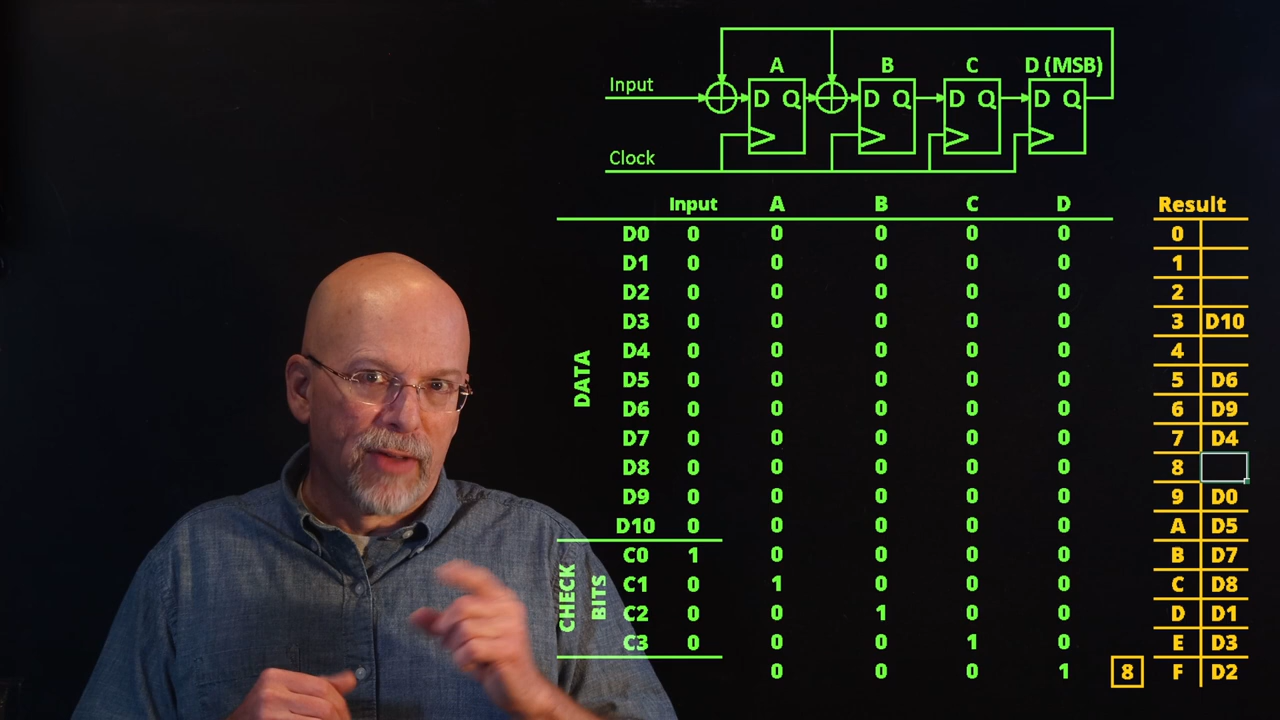 A B C D (MSB)
Input
D Q D Q D Q D Q
Clock
Input A B C D Result
D0 0 0 0 0 0 0
D1 0 0 0 0 0 1
D2 0 0 0 0 0 2
D3 0 0 0 0 0 3 D10
D4 0 0 0 0 0 4
DATA
D5 0 0 0 0 0 5 D6
D6 0 0 0 0 0 6 D9
D7 0 0 0 0 0 7 D4
D8 0 0 0 0 0 8
D9 0 0 0 0 0 9 D0
D10 0 0 0 0 0 A D5
C0 1 0 0 0 0 B D7
CHECK
BITS
C1 0 1 0 0 0 C D8
C2 0 0 1 0 0 D D1
C3 0 0 0 1 0 E D3
0 0 0 1 8 F D2